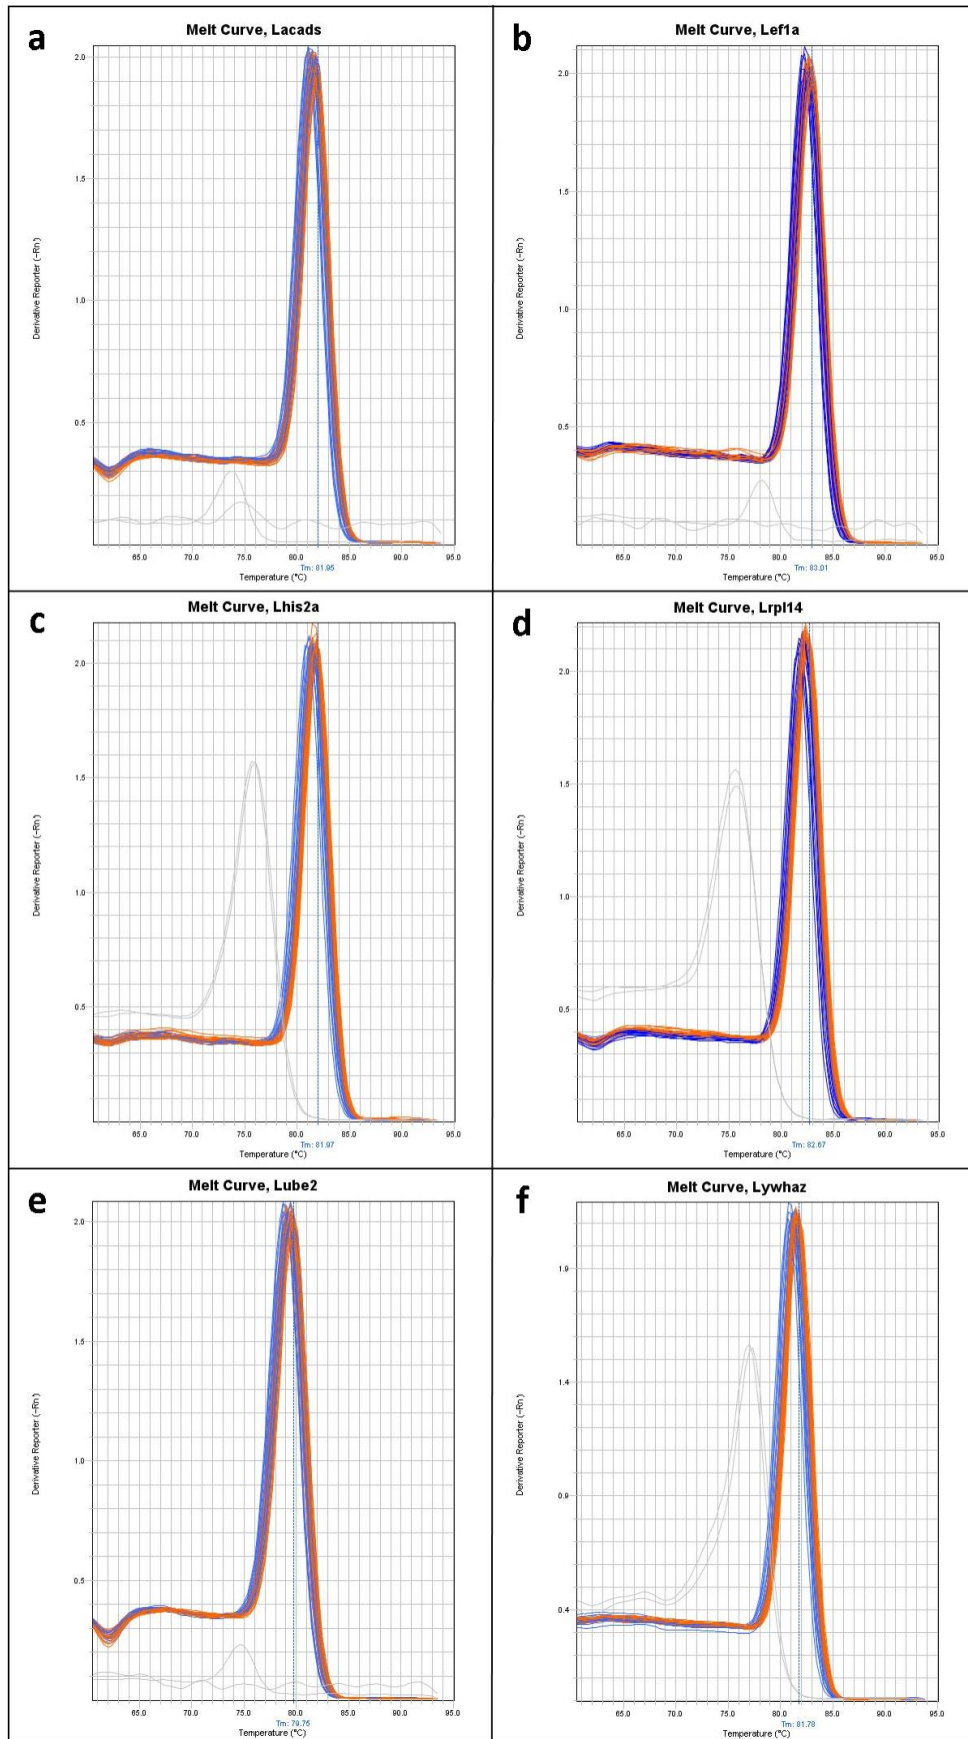 a
Melt Curve, Lacads
2.0
1.5
1.0
0.5
Derivative Reporter (-Rn')
65.0 70.0 75.0 80.0 85.0 90.0 95.0
Tm: 81.95
Temperature (°C)
b
Melt Curve, Lef1a
2.0
1.5
1.0
0.5
Derivative Reporter (-Rn')
65.0 70.0 75.0 80.0 85.0 90.0 95.0
Tm: 83.01
Temperature (°C)
c
Melt Curve, Lhis2a
2.0
1.5
1.0
0.5
Derivative Reporter (-Rn')
65.0 70.0 75.0 80.0 85.0 90.0 95.0
Tm: 81.97
Temperature (°C)
d
Melt Curve, Lrpl14
2.0
1.5
1.0
0.5
Derivative Reporter (-Rn')
65.0 70.0 75.0 80.0 85.0 90.0 95.0
Tm: 82.67
Temperature (°C)
e
Melt Curve, Lube2
2.0
1.5
1.0
0.5
Derivative Reporter (-Rn')
65.0 70.0 75.0 80.0 85.0 90.0 95.0
Tm: 79.75
Temperature (°C)
f
Melt Curve, Lywhaz
1.9
1.4
0.9
0.4
Derivative Reporter (-Rn')
65.0 70.0 75.0 80.0 85.0 90.0 95.0
Tm: 81.78
Temperature (°C)